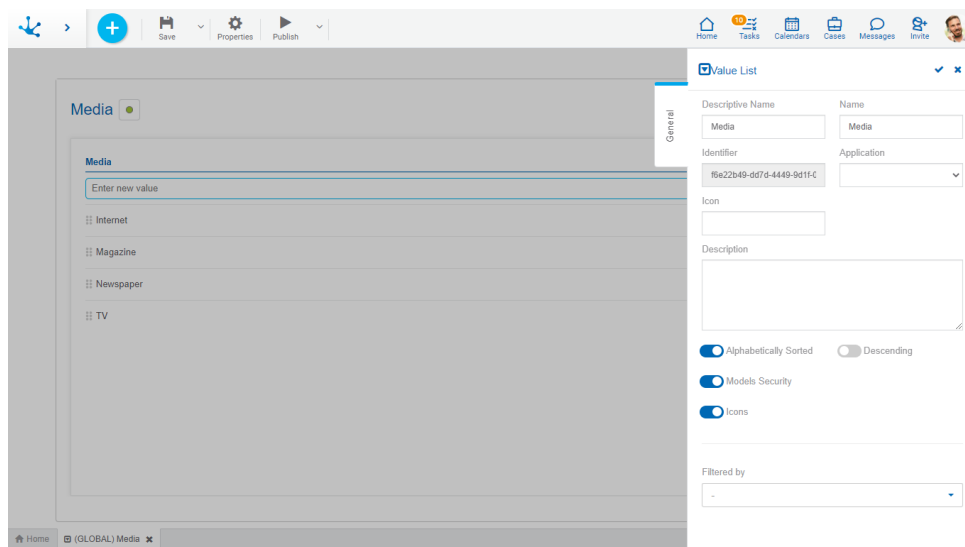 10
Save
Properties
Publish
Home
Tasks
Calendars
Cases
Messages
Invite
Value List
Media
General
Descriptive Name
Name
Media
Media
Identifier
Application
f6e22b49-dd7d-4449-9d1f-0
Icon
Description
Alphabetically Sorted
Descending
Models Security
Icons
Filtered by
-
Media
Enter new value
Internet
Magazine
Newspaper
TV
Home
(GLOBAL) Media